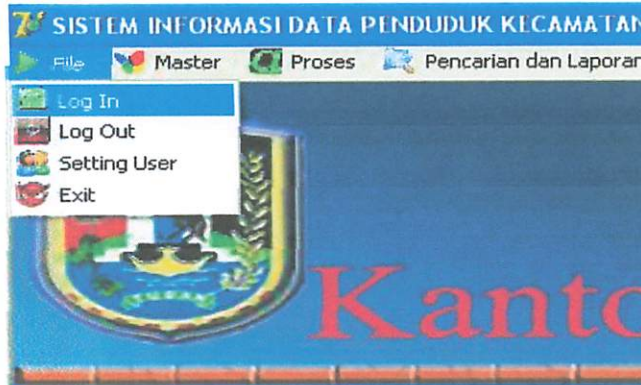 SISTEM INFORMASI DATA PENDUDUK KECAMATAN
File Master Proses Pencarian dan Laporan
Log In
Log Out
Setting User
Exit
Kanto